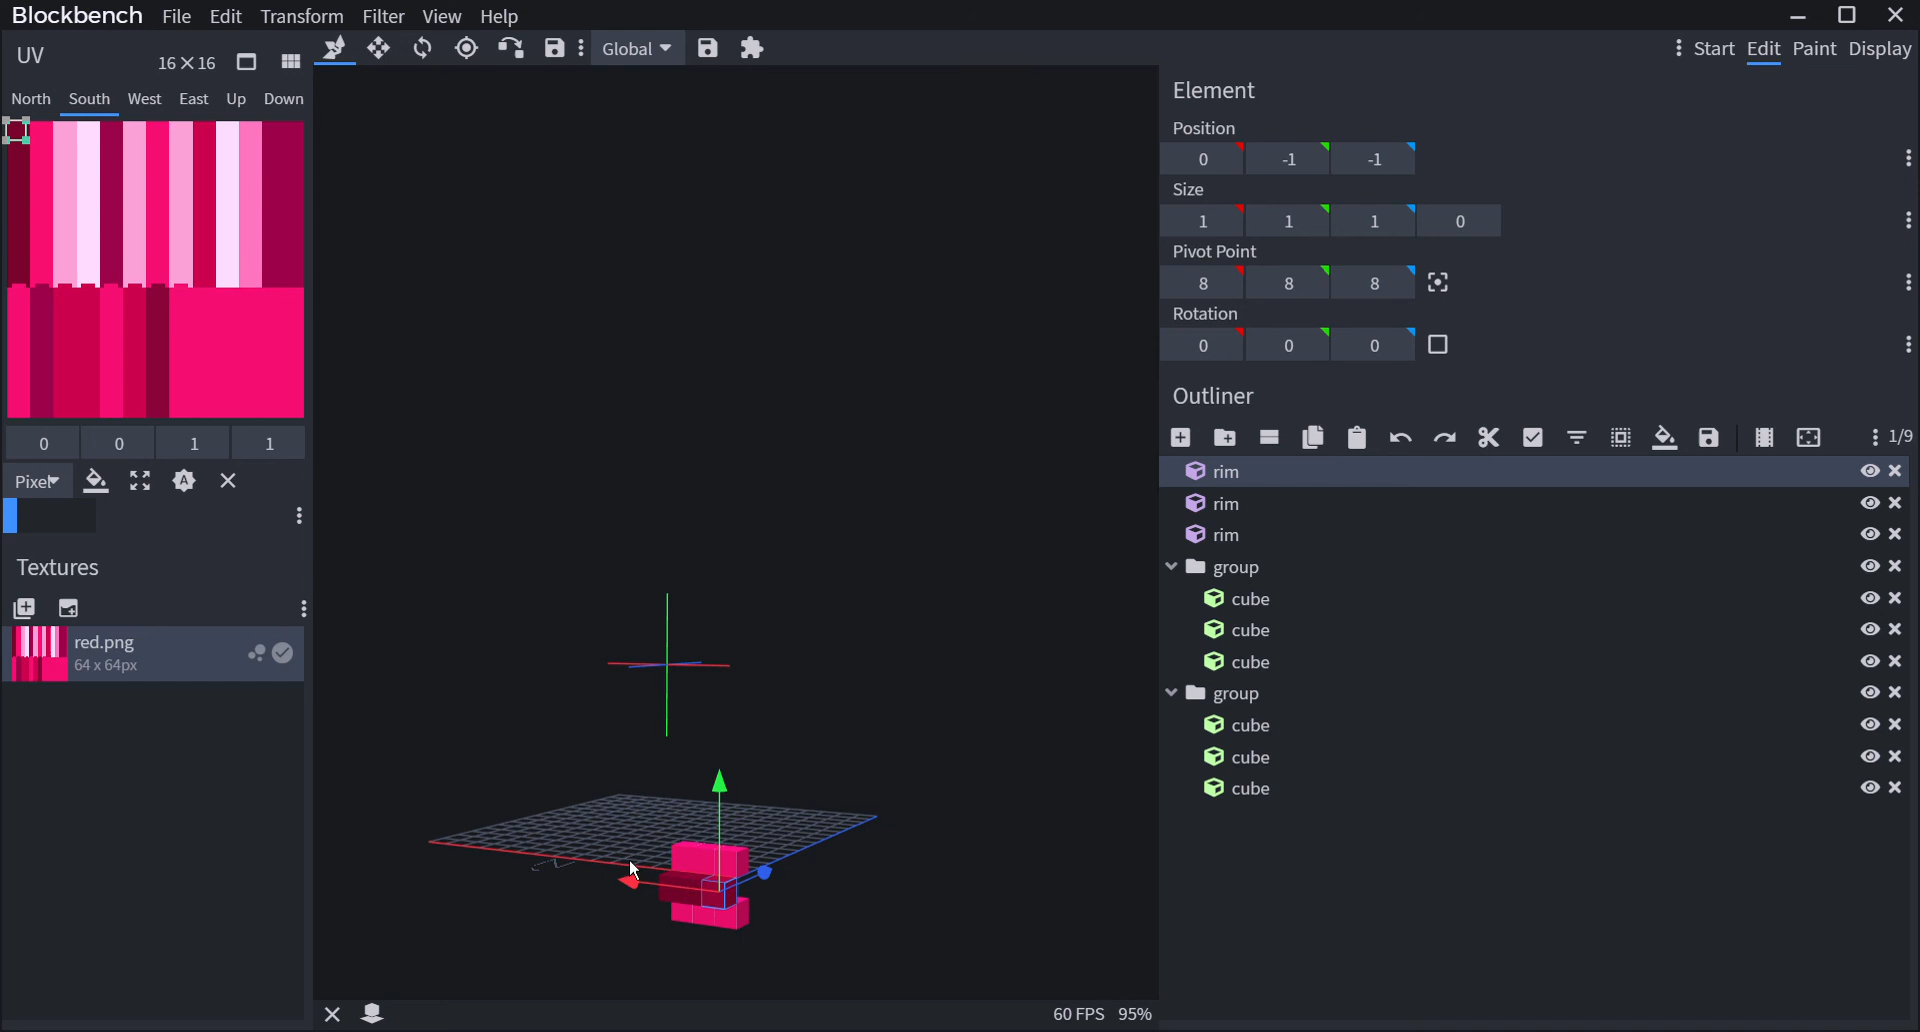 Blockbench File Edit Transform Filter View Help
UV
16×16
Global
Start Edit Paint Display
North South West East Up Down
Element
Position
0 -1 -1
Size
1 1 1 0
Pivot Point
8 8 8
Rotation
0 0 0
Outliner
1/9
0 0 1 1
Pixel
A
rim
rim
rim
group
cube
cube
cube
group
cube
cube
cube
Textures
red.png
64 x 64px
60 FPS 95%